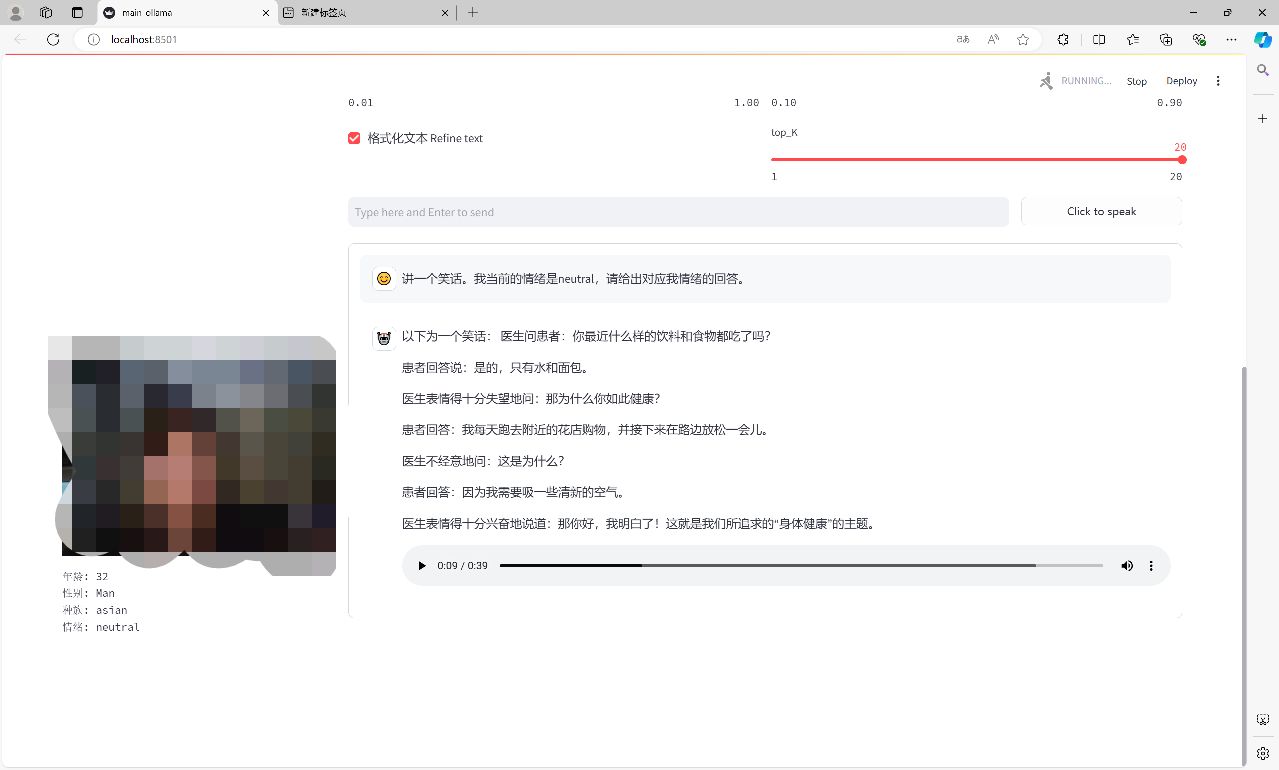 main-ollama
新建标签页
localhost:8501
RUNNING...
Stop
Deploy
0.01
1.00
0.10
0.90
格式化文本 Refine text
top_K
20
1
20
Type here and Enter to send
Click to speak
讲一个笑话。我当前的情绪是neutral，请给出对应我情绪的回答。
以下为一个笑话： 医生问患者：你最近什么样的饮料和食物都吃了吗？
患者回答说：是的，只有水和面包。
医生表情得十分失望地问：那为什么你如此健康？
患者回答：我每天跑去附近的花店购物，并接下来在路边放松一会儿。
医生不经意地问：这是为什么？
患者回答：因为我需要吸一些清新的空气。
医生表情得十分兴奋地说道：那你好，我明白了！这就是我们所追求的“身体健康”的主题。
0:09 / 0:39
年龄: 32
性别: Man
种族: asian
情绪: neutral